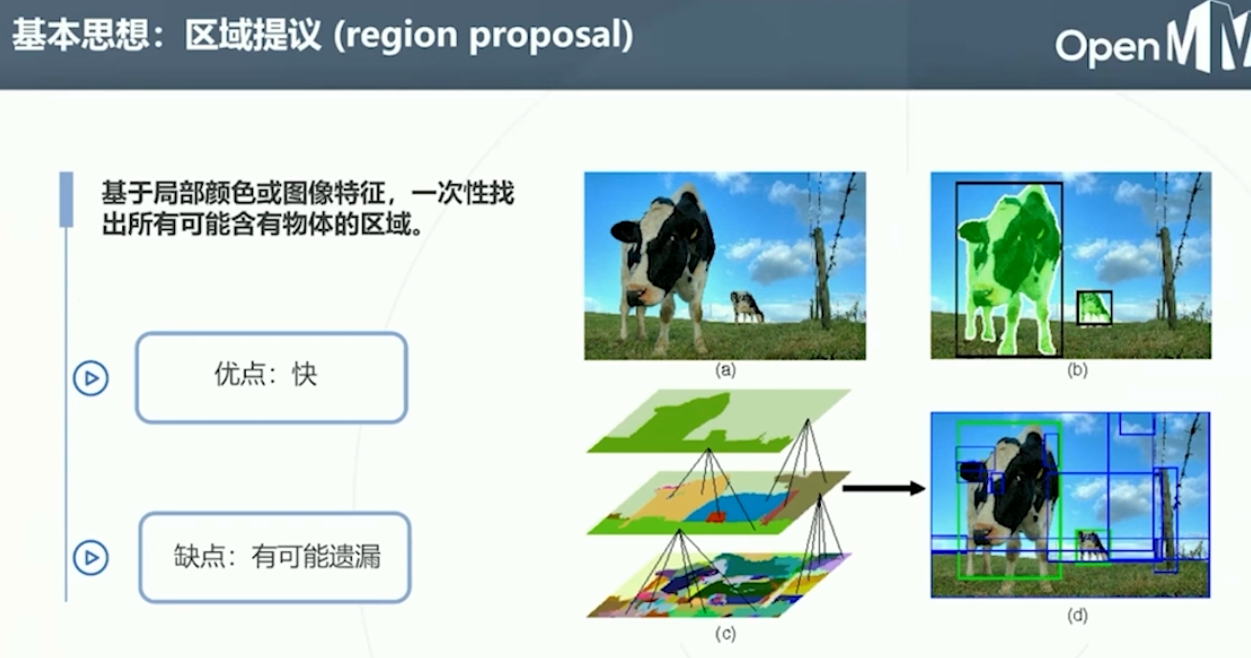 基本思想：区域提议 (region proposal)
OpenMM
基于局部颜色或图像特征，一次性找
出所有可能含有物体的区域。
优点：快
缺点：有可能遗漏
(a)
(b)
(c)
(d)